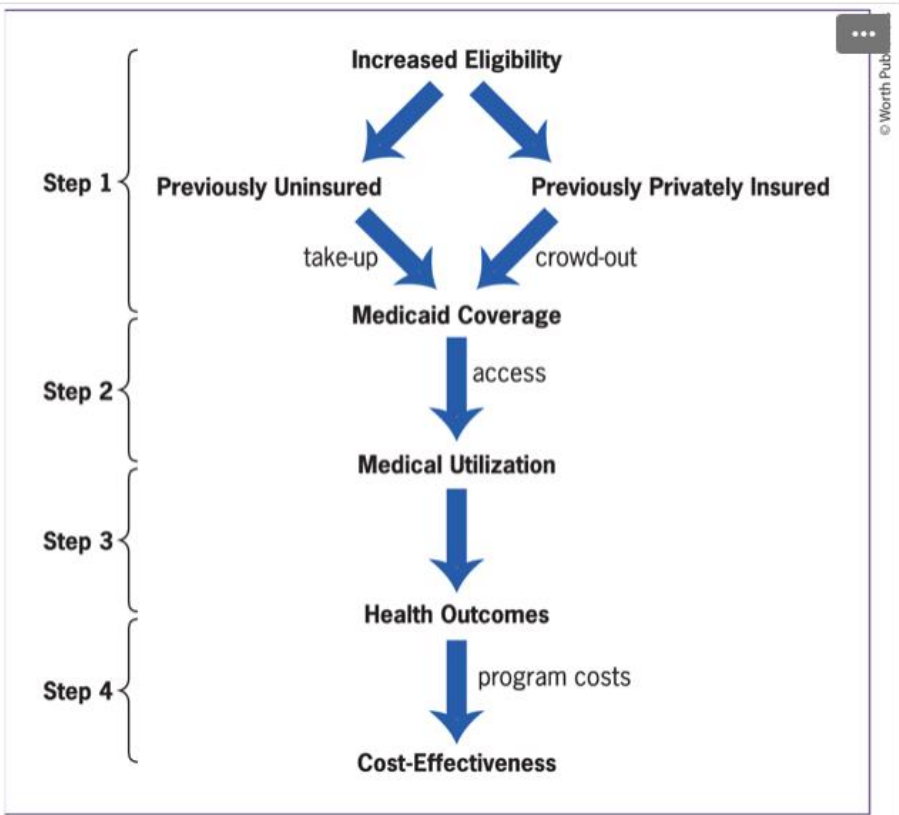 Increased Eligibility
Step 1
Previously Uninsured
Previously Privately Insured
take-up
crowd-out
Medicaid Coverage
Step 2
access
Medical Utilization
Step 3
Health Outcomes
Step 4
program costs
Cost-Effectiveness
© Worth